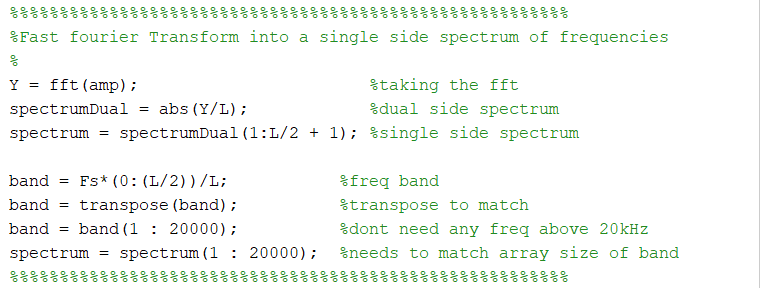 %%%%%%%%%%%%%%%%%%%%%%%%%%%%%%%%%%%%%%%%%%%%%%%%%%%%%%%%
%Fast fourier Transform into a single side spectrum of frequencies
%
Y = fft(amp);                       %taking the fft
spectrumDual = abs(Y/L);            %dual side spectrum
spectrum = spectrumDual(1:L/2 + 1); %single side spectrum

band = Fs*(0:(L/2))/L;           %freq band
band = transpose(band);          %transpose to match
band = band(1 : 20000);          %dont need any freq above 20kHz
spectrum = spectrum(1 : 20000);  %needs to match array size of band
%%%%%%%%%%%%%%%%%%%%%%%%%%%%%%%%%%%%%%%%%%%%%%%%%%%%%%%%